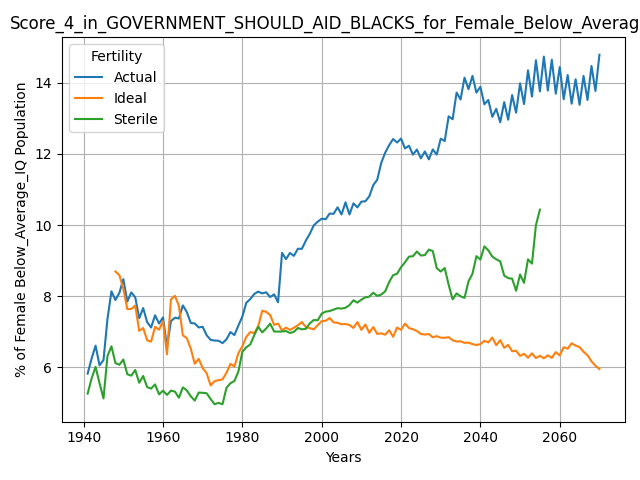 Score_4_in_GOVERNMENT_SHOULD_AID_BLACKS_for_Female_Below_Averag
Fertility
Actual
Ideal
Sterile
% of Female Below_Average_IQ Population
14
12
10
8
6
1940 1960 1980 2000 2020 2040 2060
Years